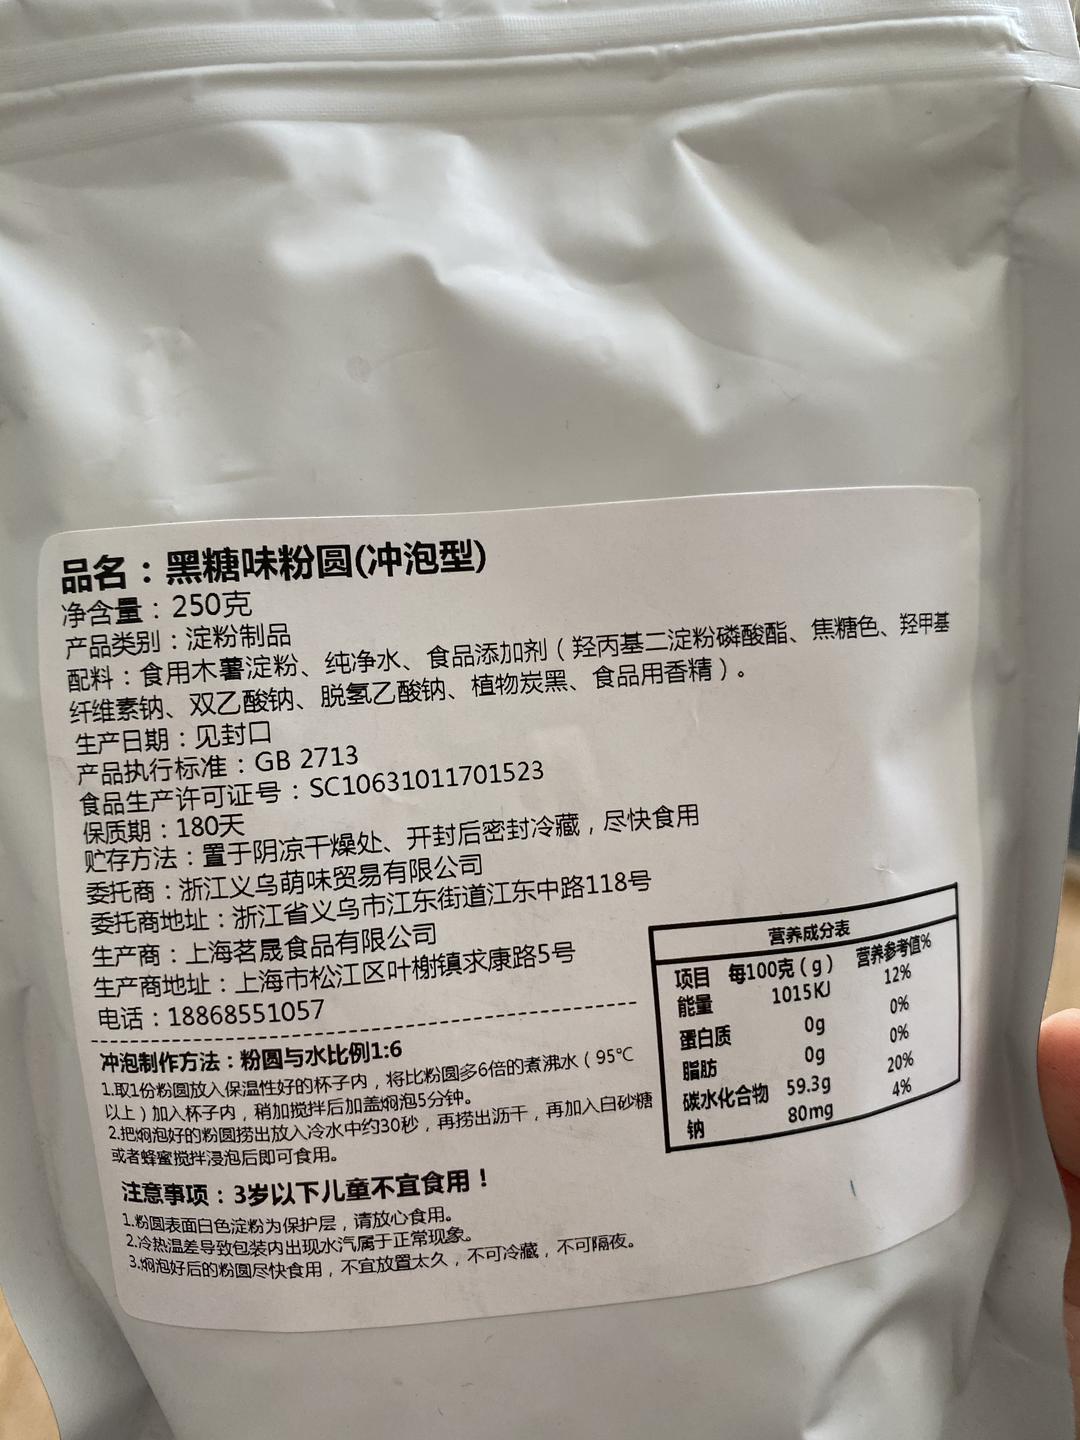 品名：黑糖味粉圆(冲泡型)
净含量：250克
产品类别：淀粉制品
配料：食用木薯淀粉、纯净水、食品添加剂（羟丙基二淀粉磷酸酯、焦糖色、羟甲基
纤维素钠、双乙酸钠、脱氢乙酸钠、植物炭黑、食品用香精）。
生产日期：见封口
产品执行标准：GB 2713
食品生产许可证号：SC10631011701523
保质期：180天
贮存方法：置于阴凉干燥处、开封后密封冷藏，尽快食用
委托商：浙江义乌萌味贸易有限公司
委托商地址：浙江省义乌市江东街道江东中路118号
生产商：上海茗晟食品有限公司
生产商地址：上海市松江区叶榭镇求康路5号
电话：18868551057
冲泡制作方法：粉圆与水比例1:6
1.取1份粉圆放入保温性好的杯子内，将比粉圆多6倍的煮沸水（95℃
以上）加入杯子内，稍加搅拌后加盖焖泡5分钟。
2.把焖泡好的粉圆捞出放入冷水中约30秒，再捞出沥干，再加入白砂糖
或者蜂蜜搅拌浸泡后即可食用。
注意事项：3岁以下儿童不宜食用！
1.粉圆表面白色淀粉为保护层，请放心食用。
2.冷热温差导致包装内出现水汽属于正常现象。
3.焖泡好后的粉圆尽快食用，不宜放置太久，不可冷藏，不可隔夜。
营养成分表
项目 每100克（g） 营养参考值%
能量 1015KJ 12%
蛋白质 0g 0%
脂肪 0g 0%
碳水化合物 59.3g 20%
钠 80mg 4%